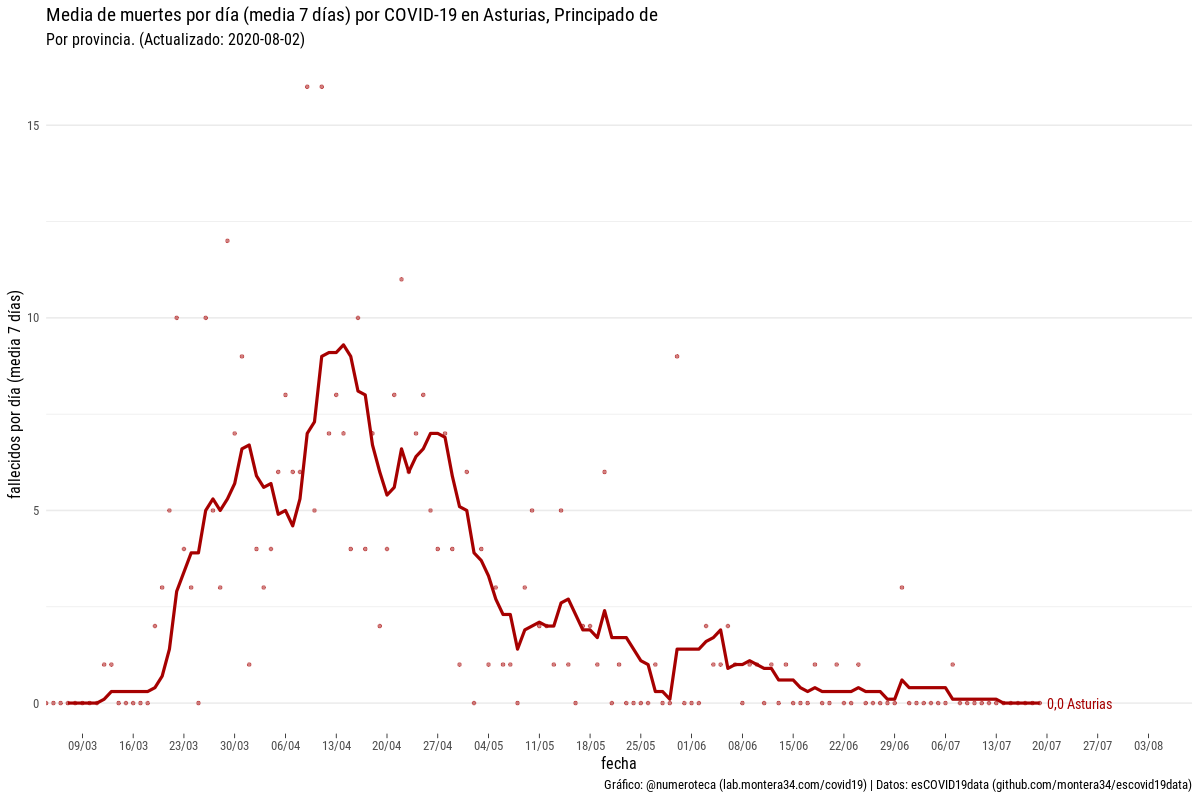 Media de muertes por día (media 7 días) por COVID-19 en Asturias, Principado de
Por provincia. (Actualizado: 2020-08-02)
fallecidos por día (media 7 días)
15
10
5
0
0,0 Asturias
09/03 16/03 23/03 30/03 06/04 13/04 20/04 27/04 04/05 11/05 18/05 25/05 01/06 08/06 15/06 22/06 29/06 06/07 13/07 20/07 27/07 03/08
fecha
Gráfico: @numeroteca (lab.montera34.com/covid19) | Datos: esCOVID19data (github.com/montera34/escovid19data)